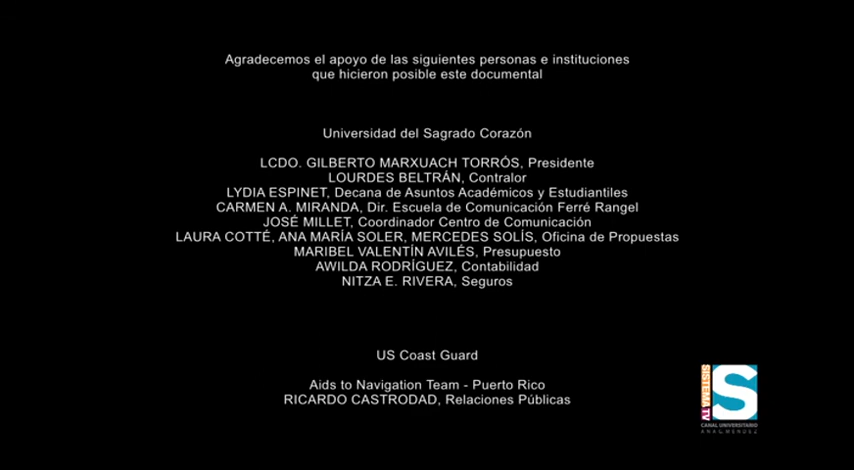 Agradecemos el apoyo de las siguientes personas e instituciones
que hicieron posible este documental
Universidad del Sagrado Corazón
LCDO. GILBERTO MARXUACH TORRÓS, Presidente
LOURDES BELTRÁN, Contralor
LYDIA ESPINET, Decana de Asuntos Académicos y Estudiantiles
CARMEN A. MIRANDA, Dir. Escuela de Comunicación Ferré Rangel
JOSÉ MILLET, Coordinador Centro de Comunicación
LAURA COTTÉ, ANA MARÍA SOLER, MERCEDES SOLÍS, Oficina de Propuestas
MARIBEL VALENTÍN AVILÉS, Presupuesto
AWILDA RODRÍGUEZ, Contabilidad
NITZA E. RIVERA, Seguros
US Coast Guard
Aids to Navigation Team - Puerto Rico
RICARDO CASTRODAD, Relaciones Públicas
SISTEMA TV
S
CANAL UNIVERSITARIO
ANA G. MÉNDEZ